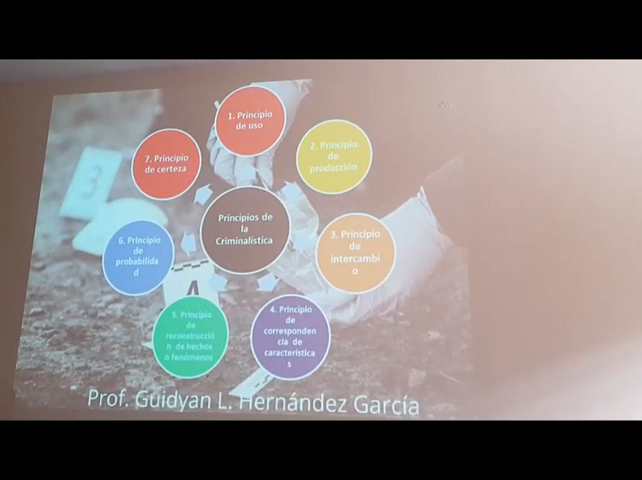 1. Principio
de uso
2. Principio
de
producción
3. Principio
de
intercambi
o
4. Principio
de
corresponden
cia de
característica
s
5. Principio
de
reconstrucció
n de hechos
o fenómenos
6. Principio
de
probabilida
d
7. Principio
de certeza
Principios de
la
Criminalística
3
4
Prof. Guidyan L. Hernández García